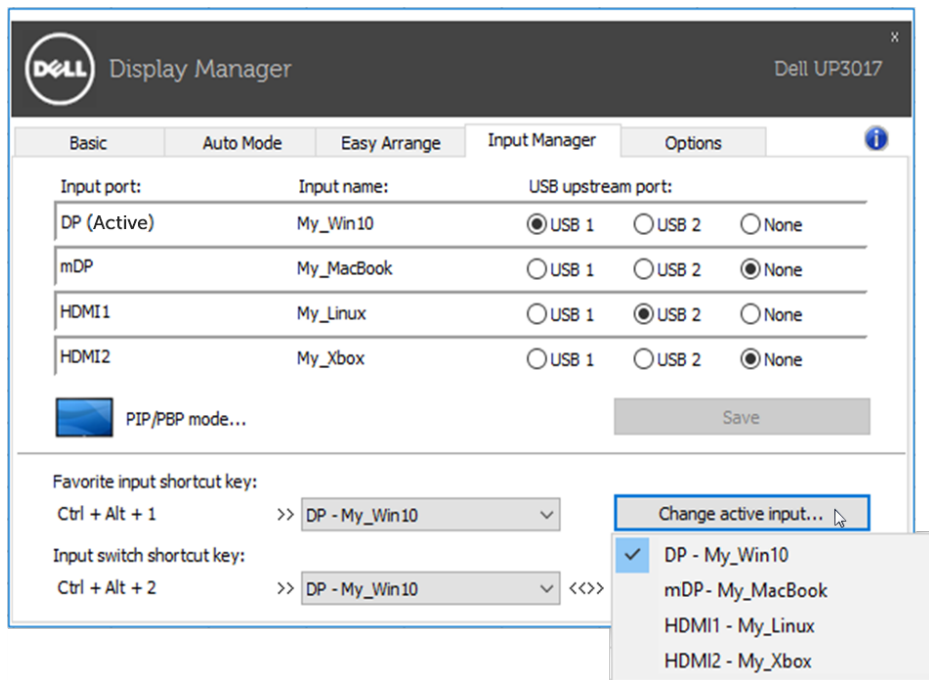 x
DELL Display Manager Dell UP3017
Basic Auto Mode Easy Arrange Input Manager Options i
Input port: Input name: USB upstream port:
DP (Active) My_Win10 USB 1 USB 2 None
mDP My_MacBook USB 1 USB 2 None
HDMI1 My_Linux USB 1 USB 2 None
HDMI2 My_Xbox USB 1 USB 2 None
PIP/PBP mode... Save
Favorite input shortcut key:
Ctrl + Alt + 1 >> DP - My_Win10 Change active input...
Input switch shortcut key:
Ctrl + Alt + 2 >> DP - My_Win10 <<>>
DP - My_Win10
mDP- My_MacBook
HDMI1 - My_Linux
HDMI2 - My_Xbox